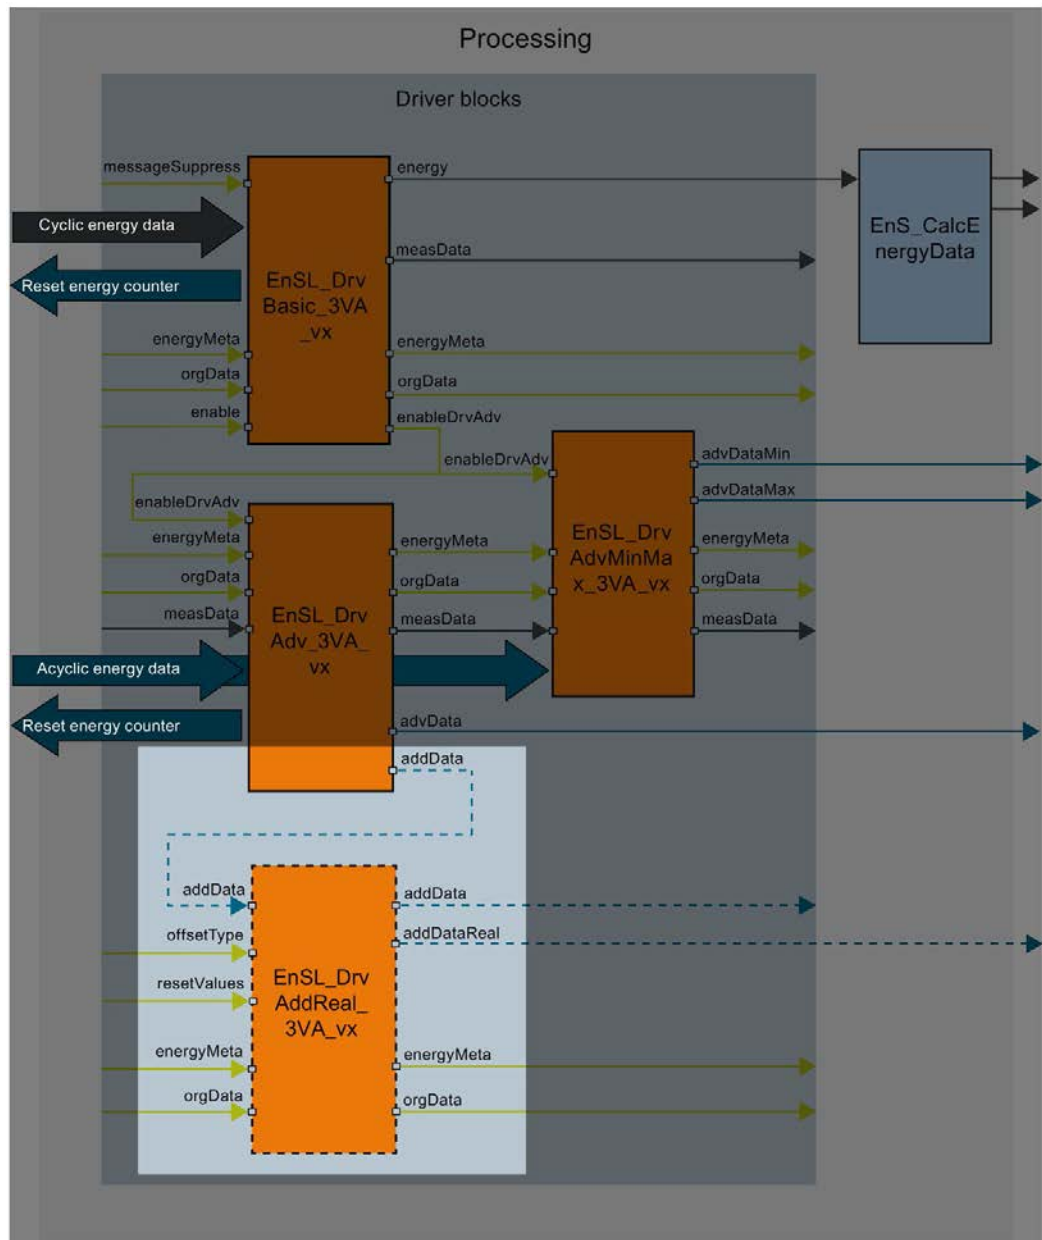 Processing
Driver blocks
messageSuppress
energy
Cyclic energy data
measData
Reset energy counter
EnSL_Drv
Basic_3VA
_vx
EnS_CalcE
nergyData
energyMeta
energyMeta
orgData
orgData
enable
enableDrvAdv
enableDrvAdv
advDataMin
advDataMax
enableDrvAdv
energyMeta
energyMeta
EnSL_Drv
AdvMinMa
x_3VA_vx
energyMeta
orgData
orgData
orgData
measData
EnSL_Drv
Adv_3VA_
vx
measData
measData
Acyclic energy data
Reset energy counter
advData
addData
addData
addData
offsetType
addDataReal
resetValues
EnSL_Drv
AddReal_
3VA_vx
energyMeta
energyMeta
orgData
orgData